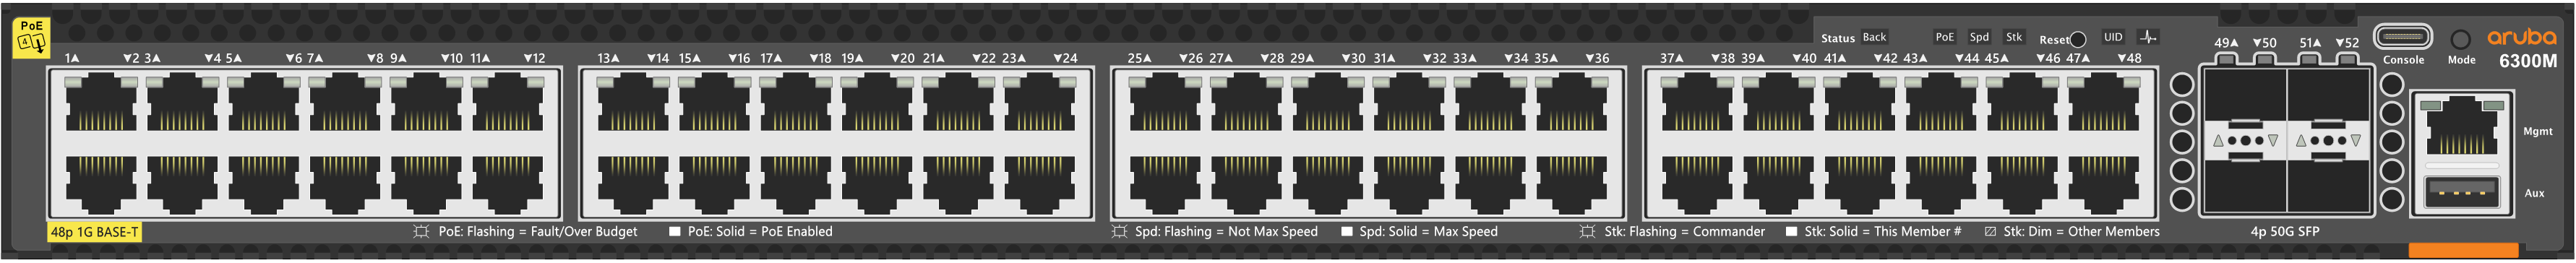 PoE
4
Status Back PoE Spd Stk Reset UID
49▲ ▼50 51▲ ▼52
aruba
6300M
Console Mode
1▲ ▼2 3▲ ▼4 5▲ ▼6 7▲ ▼8 9▲ ▼10 11▲ ▼12 13▲ ▼14 15▲ ▼16 17▲ ▼18 19▲ ▼20 21▲ ▼22 23▲ ▼24 25▲ ▼26 27▲ ▼28 29▲ ▼30 31▲ ▼32 33▲ ▼34 35▲ ▼36 37▲ ▼38 39▲ ▼40 41▲ ▼42 43▲ ▼44 45▲ ▼46 47▲ ▼48
Mgmt
Aux
48p 1G BASE-T
PoE: Flashing = Fault/Over Budget PoE: Solid = PoE Enabled Spd: Flashing = Not Max Speed Spd: Solid = Max Speed Stk: Flashing = Commander Stk: Solid = This Member # Stk: Dim = Other Members
4p 50G SFP